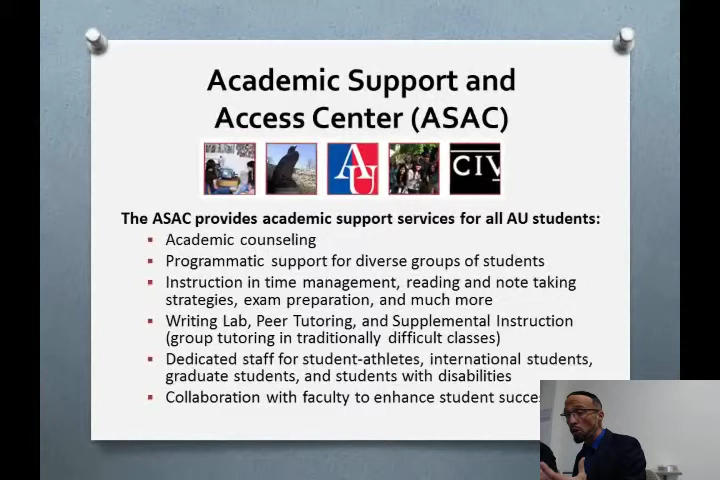 Academic Support and
Access Center (ASAC)
AU
CIV
The ASAC provides academic support services for all AU students:
▪ Academic counseling
▪ Programmatic support for diverse groups of students
▪ Instruction in time management, reading and note taking
strategies, exam preparation, and much more
▪ Writing Lab, Peer Tutoring, and Supplemental Instruction
(group tutoring in traditionally difficult classes)
▪ Dedicated staff for student-athletes, international students,
graduate students, and students with disabilities
▪ Collaboration with faculty to enhance student succes